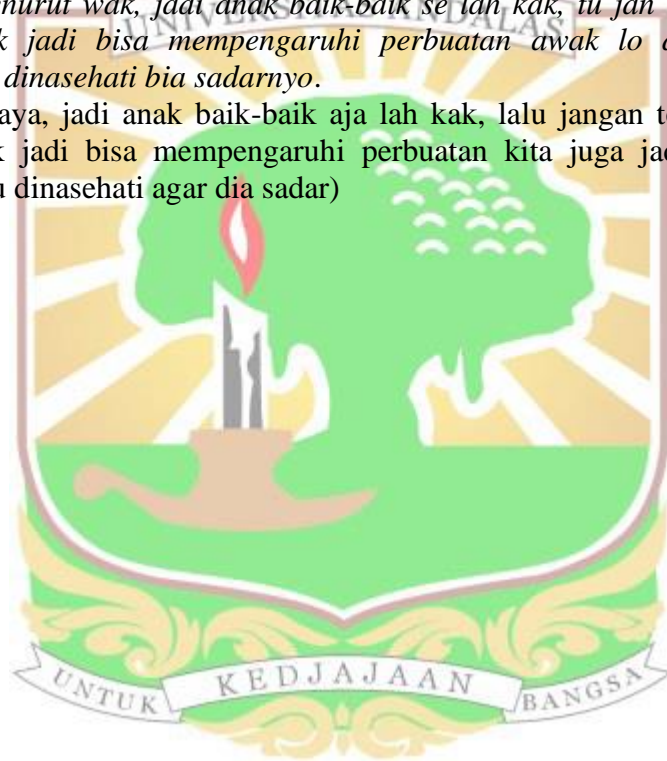 menurut wak, jadi anak baik-baik se lah kak, tu jan
UNIVERSITAS ANDALAS
k jadi bisa mempengaruhi perbuatan awak lo
dinasehati bia sadarnyo.
aya, jadi anak baik-baik aja lah kak, lalu jangan
k jadi bisa mempengaruhi perbuatan kita juga
u dinasehati agar dia sadar)
UNTUK KEDJAJAAN BANGSA